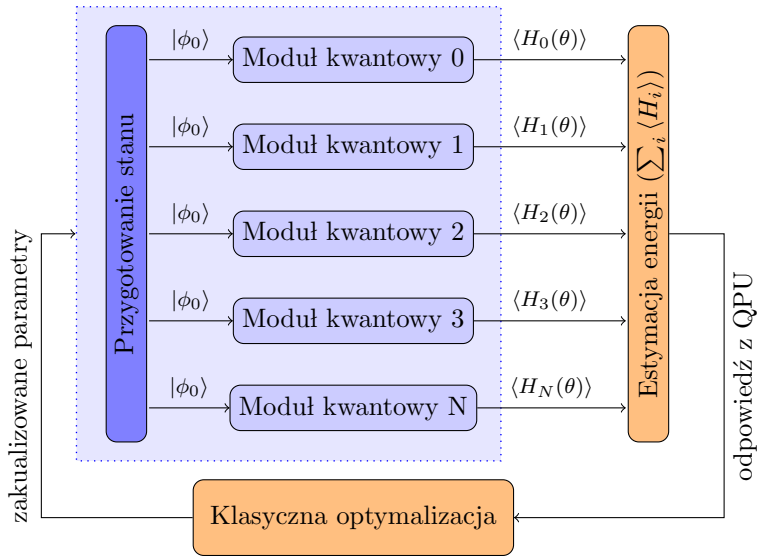 Przygotowanie stanu
|ϕ₀⟩
Moduł kwantowy 0
⟨H₀(θ)⟩
|ϕ₀⟩
Moduł kwantowy 1
⟨H₁(θ)⟩
|ϕ₀⟩
Moduł kwantowy 2
⟨H₂(θ)⟩
|ϕ₀⟩
Moduł kwantowy 3
⟨H₃(θ)⟩
|ϕ₀⟩
Moduł kwantowy N
⟨H_N(θ)⟩
Estymacja energii (∑ᵢ ⟨Hᵢ⟩)
odpowiedź z QPU
Klasyczna optymalizacja
zakualizowane parametry